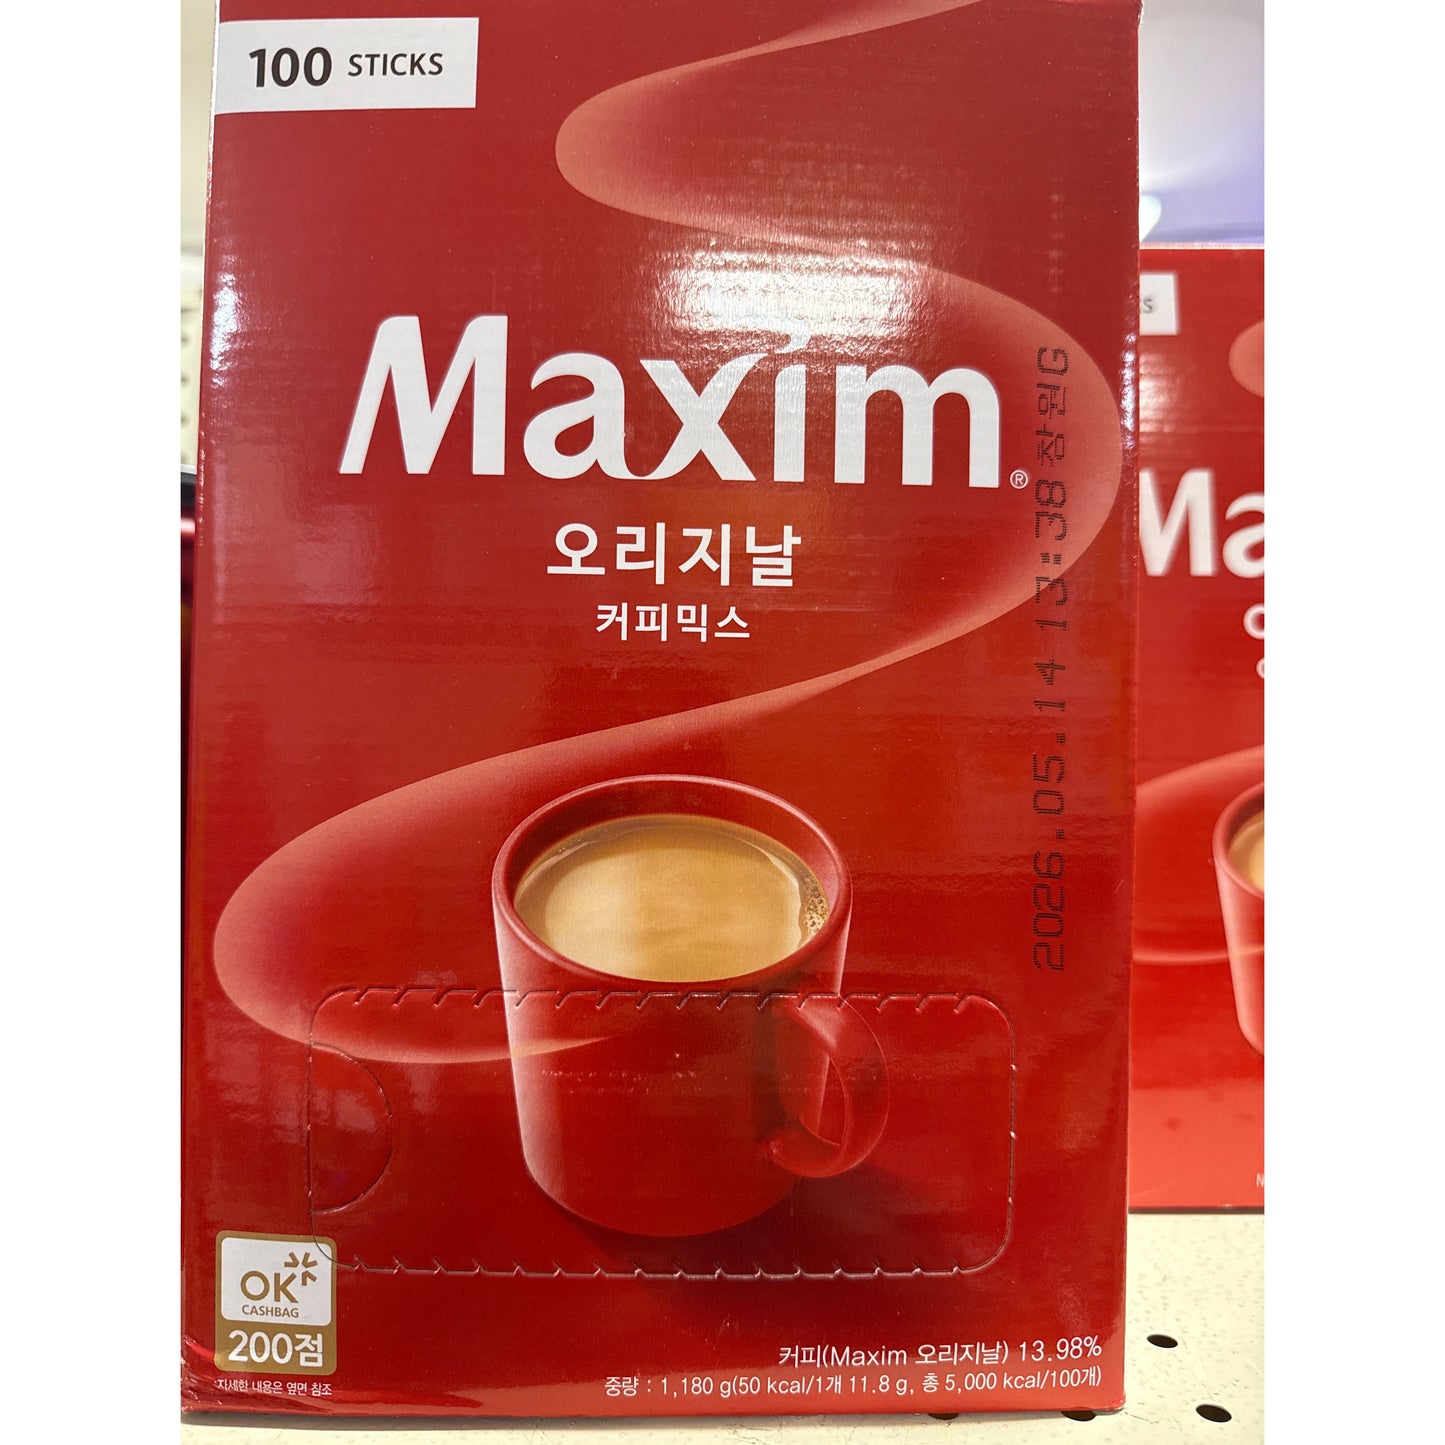 100 STICKS
Maxim®
오리지날
커피믹스
2026.05.14 13:38창원G
OK
CASHBAG
200점
자세한 내용은 옆면 참조
커피(Maxim 오리지날) 13.98%
중량 : 1,180 g(50 kcal/1개 11.8 g, 총 5,000 kcal/100개)
Ma